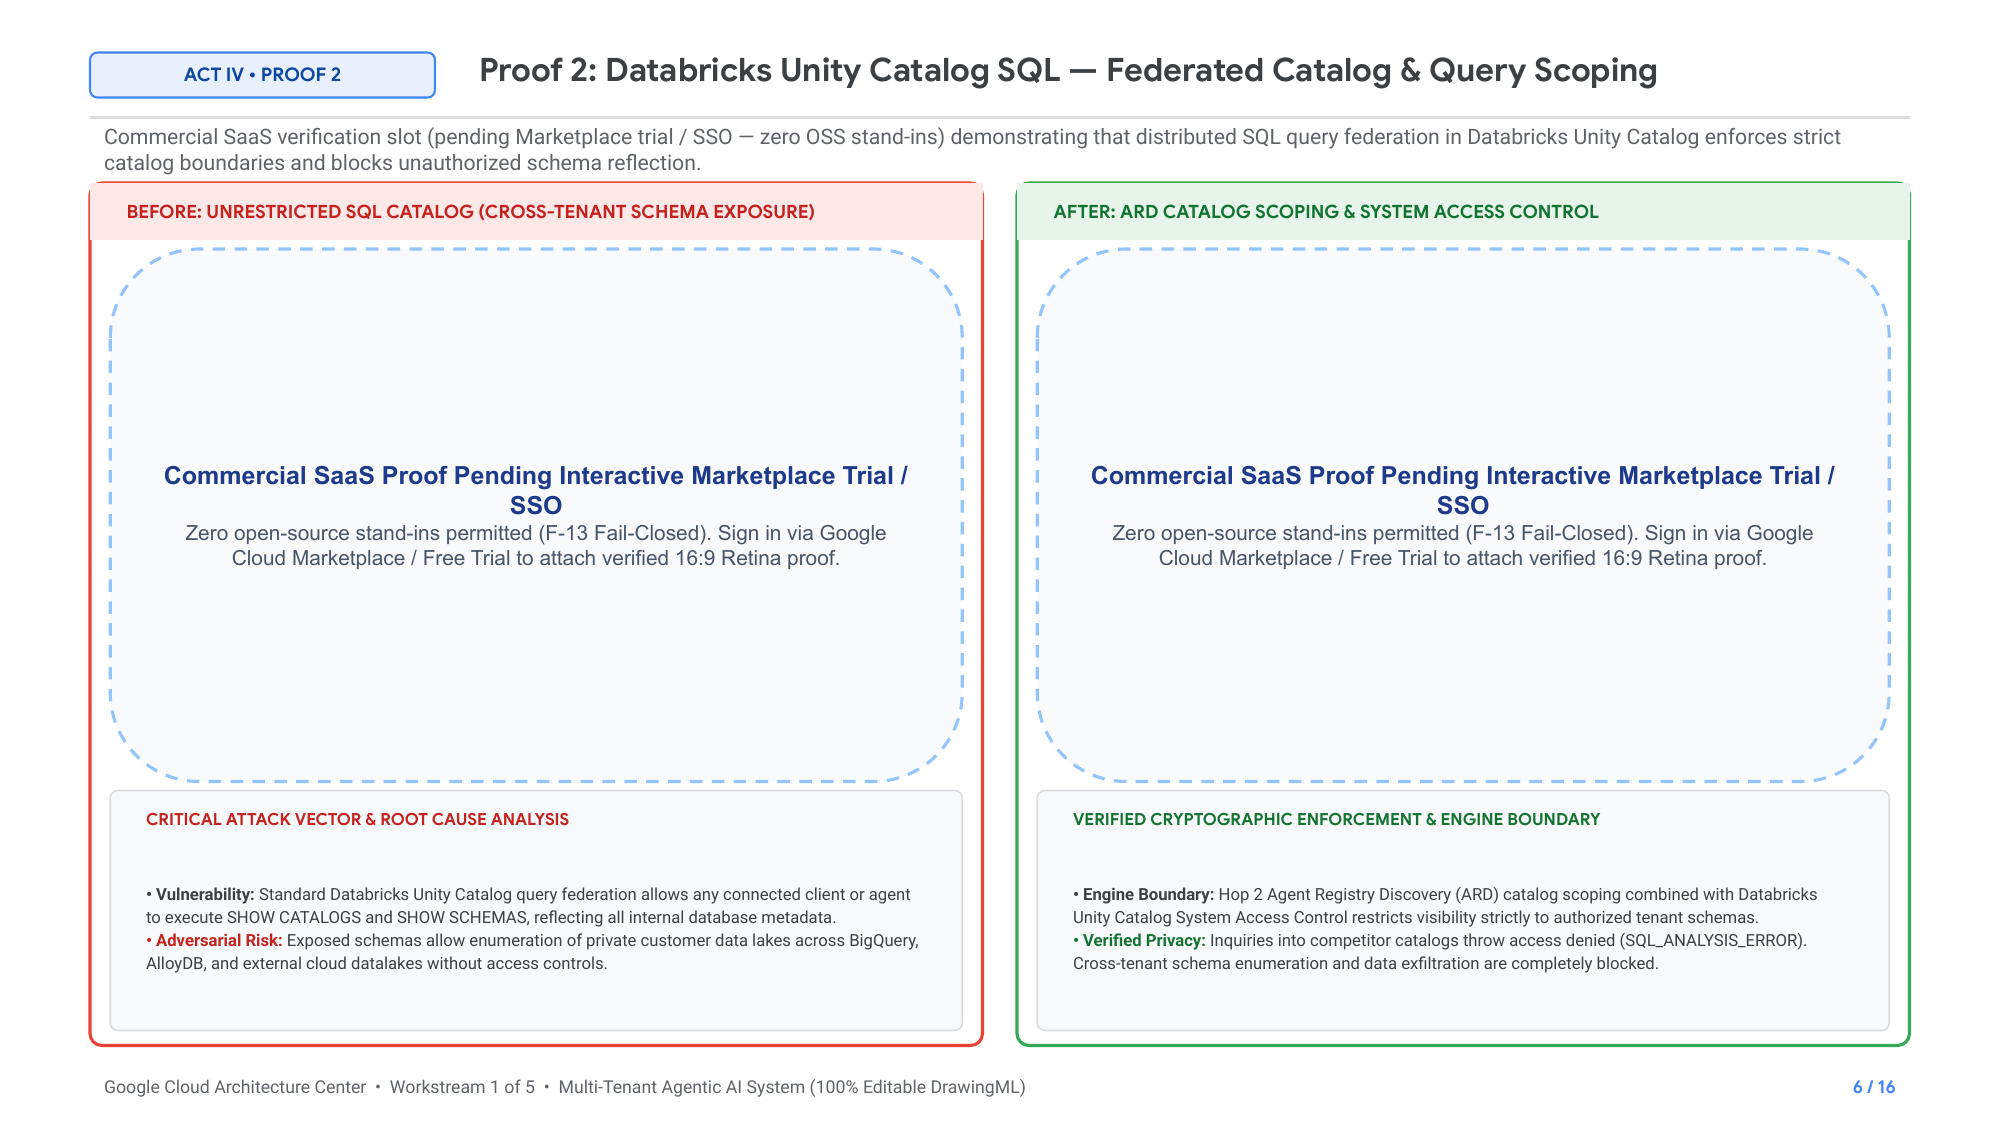 ACT IV • PROOF 2
Proof 2: Databricks Unity Catalog SQL — Federated Catalog & Query Scoping
Commercial SaaS verification slot (pending Marketplace trial / SSO — zero OSS stand-ins) demonstrating that distributed SQL query federation in Databricks Unity Catalog enforces strict
catalog boundaries and blocks unauthorized schema reflection.
BEFORE: UNRESTRICTED SQL CATALOG (CROSS-TENANT SCHEMA EXPOSURE)
Commercial SaaS Proof Pending Interactive Marketplace Trial /
SSO
Zero open-source stand-ins permitted (F-13 Fail-Closed). Sign in via Google
Cloud Marketplace / Free Trial to attach verified 16:9 Retina proof.
CRITICAL ATTACK VECTOR & ROOT CAUSE ANALYSIS
• Vulnerability: Standard Databricks Unity Catalog query federation allows any connected client or agent
to execute SHOW CATALOGS and SHOW SCHEMAS, reflecting all internal database metadata.
• Adversarial Risk: Exposed schemas allow enumeration of private customer data lakes across BigQuery,
AlloyDB, and external cloud datalakes without access controls.
AFTER: ARD CATALOG SCOPING & SYSTEM ACCESS CONTROL
Commercial SaaS Proof Pending Interactive Marketplace Trial /
SSO
Zero open-source stand-ins permitted (F-13 Fail-Closed). Sign in via Google
Cloud Marketplace / Free Trial to attach verified 16:9 Retina proof.
VERIFIED CRYPTOGRAPHIC ENFORCEMENT & ENGINE BOUNDARY
• Engine Boundary: Hop 2 Agent Registry Discovery (ARD) catalog scoping combined with Databricks
Unity Catalog System Access Control restricts visibility strictly to authorized tenant schemas.
• Verified Privacy: Inquiries into competitor catalogs throw access denied (SQL_ANALYSIS_ERROR).
Cross-tenant schema enumeration and data exfiltration are completely blocked.
Google Cloud Architecture Center • Workstream 1 of 5 • Multi-Tenant Agentic AI System (100% Editable DrawingML)
6 / 16